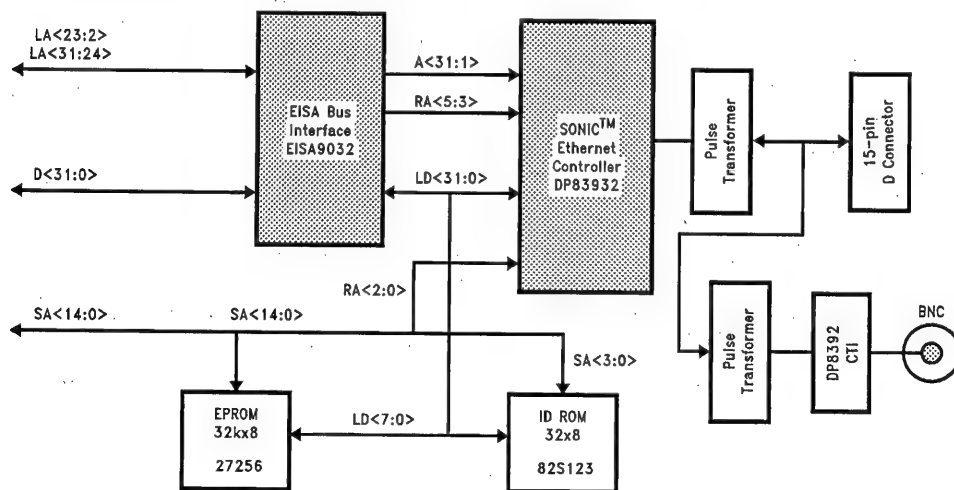 LA<23:2>
LA<31:24>
D<31:0>
EISA Bus
Interface
EISA9032
A<31:1>
RA<5:3>
LD<31:0>
SONIC™
Ethernet
Controller
DP83932
Pulse
Transformer
15-pin
D Connector
RA<2:0>
SA<14:0>
SA<14:0>
SA<3:0>
EPROM
32kx8
27256
LD<7:0>
ID ROM
32x8
82S123
Pulse
Transformer
DP8392
CTI
BNC